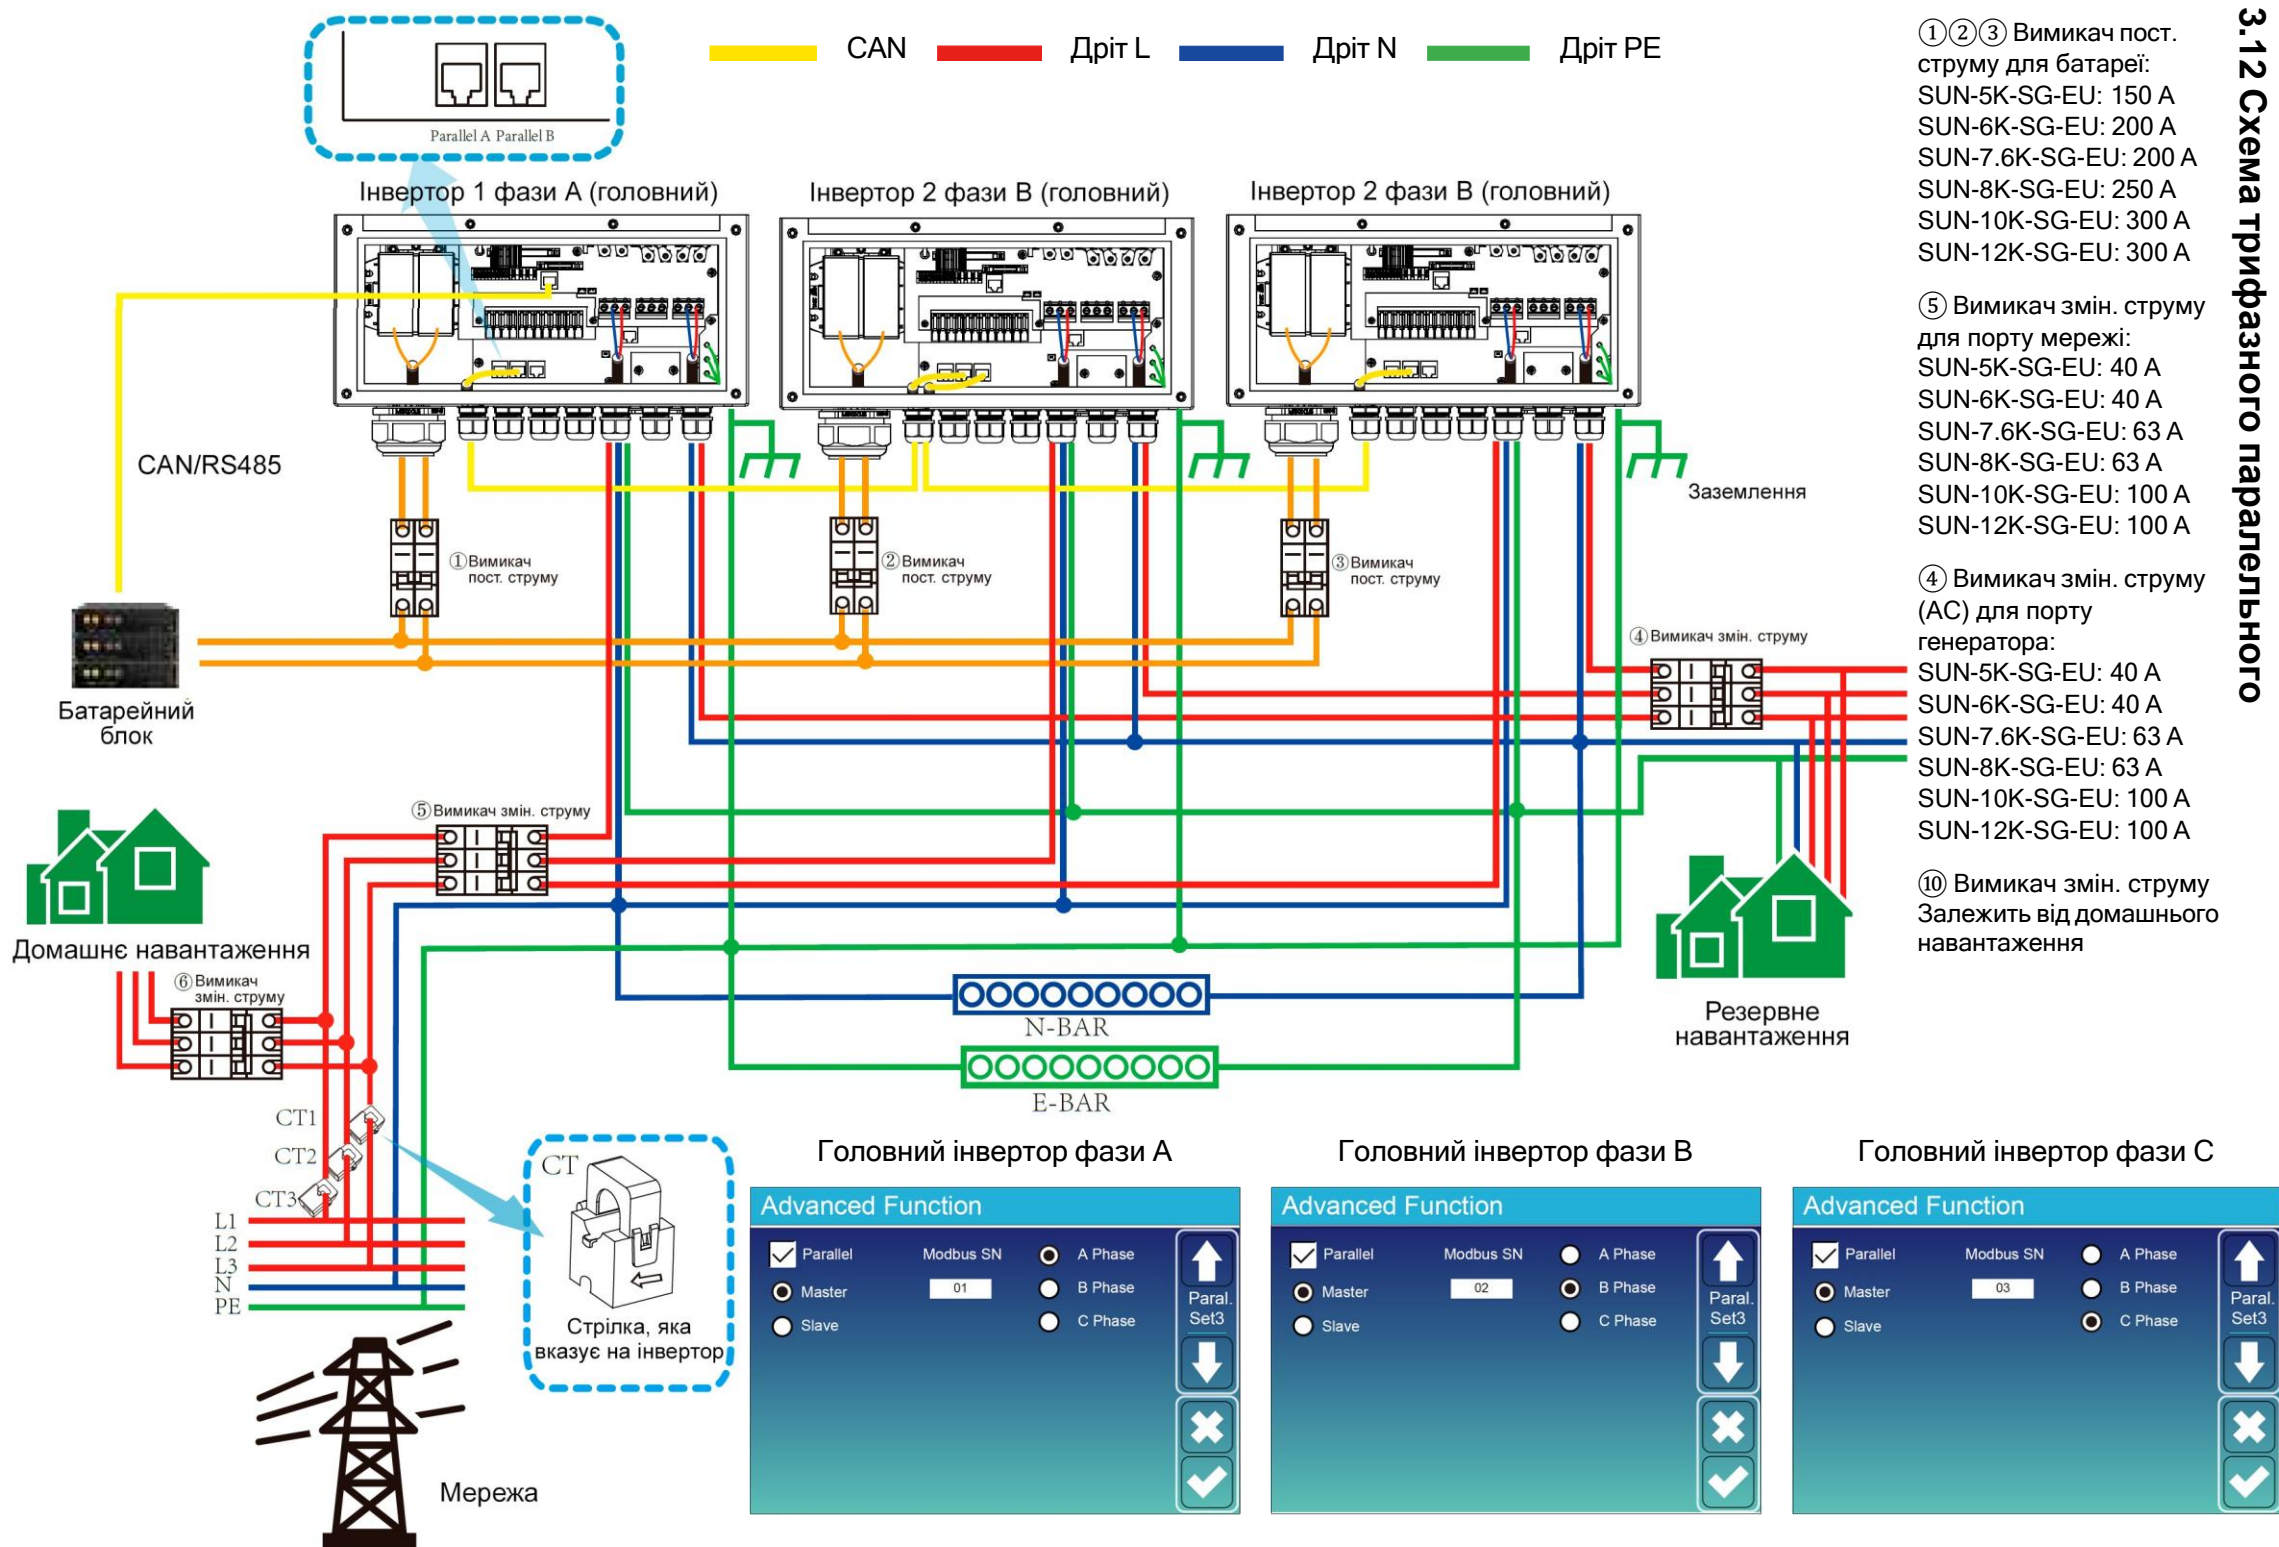 3.12 Схема трифазного паралельного
CAN
Дріт L
Дріт N
Дріт PE
Parallel A Parallel B
Інвертор 1 фази A (головний)
Інвертор 2 фази B (головний)
Інвертор 2 фази B (головний)
CAN/RS485
Заземлення
①Вимикач
пост. струму
②Вимикач
пост. струму
③Вимикач
пост. струму
④Вимикач змін. струму
Батарейний
блок
⑤Вимикач змін. струму
Домашнє навантаження
⑥Вимикач
змін. струму
N-BAR
E-BAR
Резервне
навантаження
CT1
CT2
CT3
L1
L2
L3
N
PE
CT
Стрілка, яка
вказує на інвертор
Мережа
①②③ Вимикач пост.
струму для батареї:
SUN-5K-SG-EU: 150 A
SUN-6K-SG-EU: 200 A
SUN-7.6K-SG-EU: 200 A
SUN-8K-SG-EU: 250 A
SUN-10K-SG-EU: 300 A
SUN-12K-SG-EU: 300 A
⑤ Вимикач змін. струму
для порту мережі:
SUN-5K-SG-EU: 40 A
SUN-6K-SG-EU: 40 A
SUN-7.6K-SG-EU: 63 A
SUN-8K-SG-EU: 63 A
SUN-10K-SG-EU: 100 A
SUN-12K-SG-EU: 100 A
④ Вимикач змін. струму
(AC) для порту
генератора:
SUN-5K-SG-EU: 40 A
SUN-6K-SG-EU: 40 A
SUN-7.6K-SG-EU: 63 A
SUN-8K-SG-EU: 63 A
SUN-10K-SG-EU: 100 A
SUN-12K-SG-EU: 100 A
⑩ Вимикач змін. струму
Залежить від домашнього
навантаження
Головний інвертор фази A
Advanced Function
Parallel
Modbus SN
A Phase
Master
01
B Phase
Slave
C Phase
Paral.
Set3
Головний інвертор фази B
Advanced Function
Parallel
Modbus SN
A Phase
Master
02
B Phase
Slave
C Phase
Paral.
Set3
Головний інвертор фази C
Advanced Function
Parallel
Modbus SN
A Phase
Master
03
B Phase
Slave
C Phase
Paral.
Set3